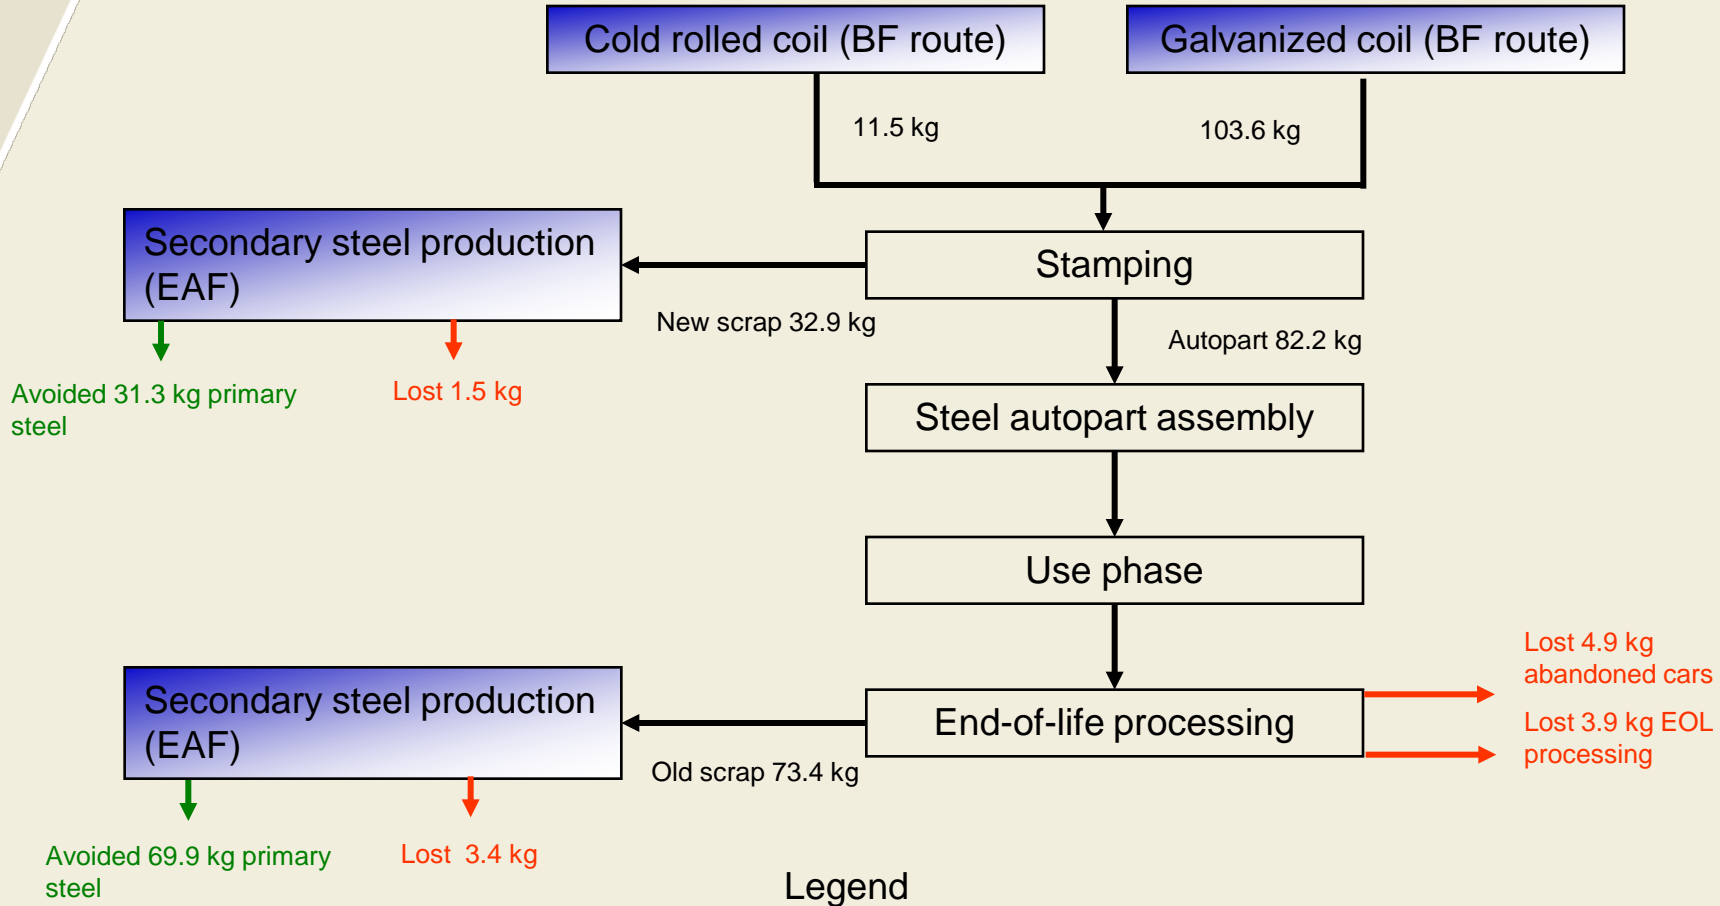 Cold rolled coil (BF route)
Galvanized coil (BF route)
11.5 kg
103.6 kg
Secondary steel production
(EAF)
Stamping
New scrap 32.9 kg
Autopart 82.2 kg
Avoided 31.3 kg primary
steel
Lost 1.5 kg
Steel autopart assembly
Use phase
Secondary steel production
(EAF)
End-of-life processing
Lost 4.9 kg
abandoned cars
Lost 3.9 kg EOL
processing
Old scrap 73.4 kg
Avoided 69.9 kg primary
steel
Lost  3.4 kg
Legend